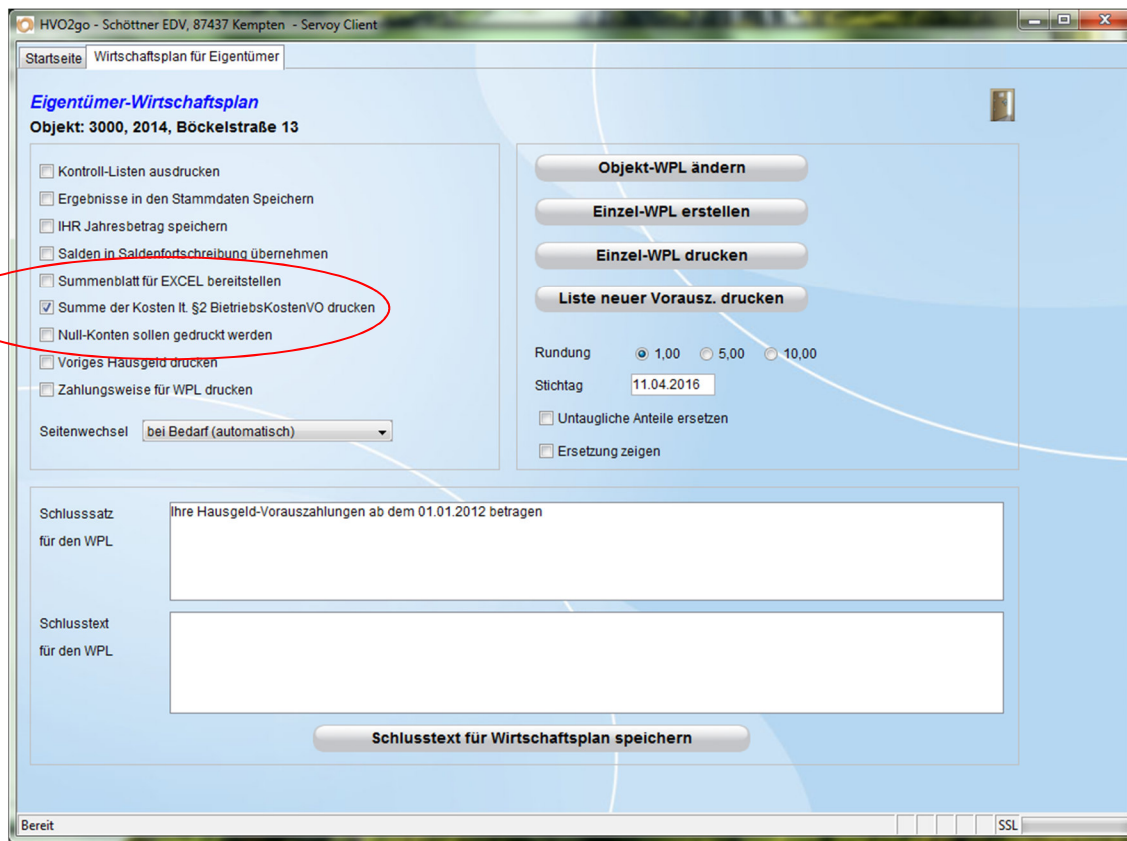 HVO2go - Schöttner EDV, 87437 Kempten - Servoy Client
Startseite
Wirtschaftsplan für Eigentümer
Eigentümer-Wirtschaftsplan
Objekt: 3000, 2014, Böckelstraße 13
Kontroll-Listen ausdrucken
Ergebnisse in den Stammdaten Speichern
IHR Jahresbetrag speichern
Salden in Saldenfortschreibung übernehmen
Summenblatt für EXCEL bereitstellen
Summe der Kosten lt. §2 BietriebsKostenVO drucken
Null-Konten sollen gedruckt werden
Voriges Hausgeld drucken
Zahlungsweise für WPL drucken
Seitenwechsel bei Bedarf (automatisch)
Objekt-WPL ändern
Einzel-WPL erstellen
Einzel-WPL drucken
Liste neuer Vorausz. drucken
Rundung 1,00 5,00 10,00
Stichtag 11.04.2016
Untaugliche Anteile ersetzen
Ersetzung zeigen
Schlusssatz
für den WPL
Ihre Hausgeld-Vorauszahlungen ab dem 01.01.2012 betragen
Schlusstext
für den WPL
Schlusstext für Wirtschaftsplan speichern
Bereit
SSL